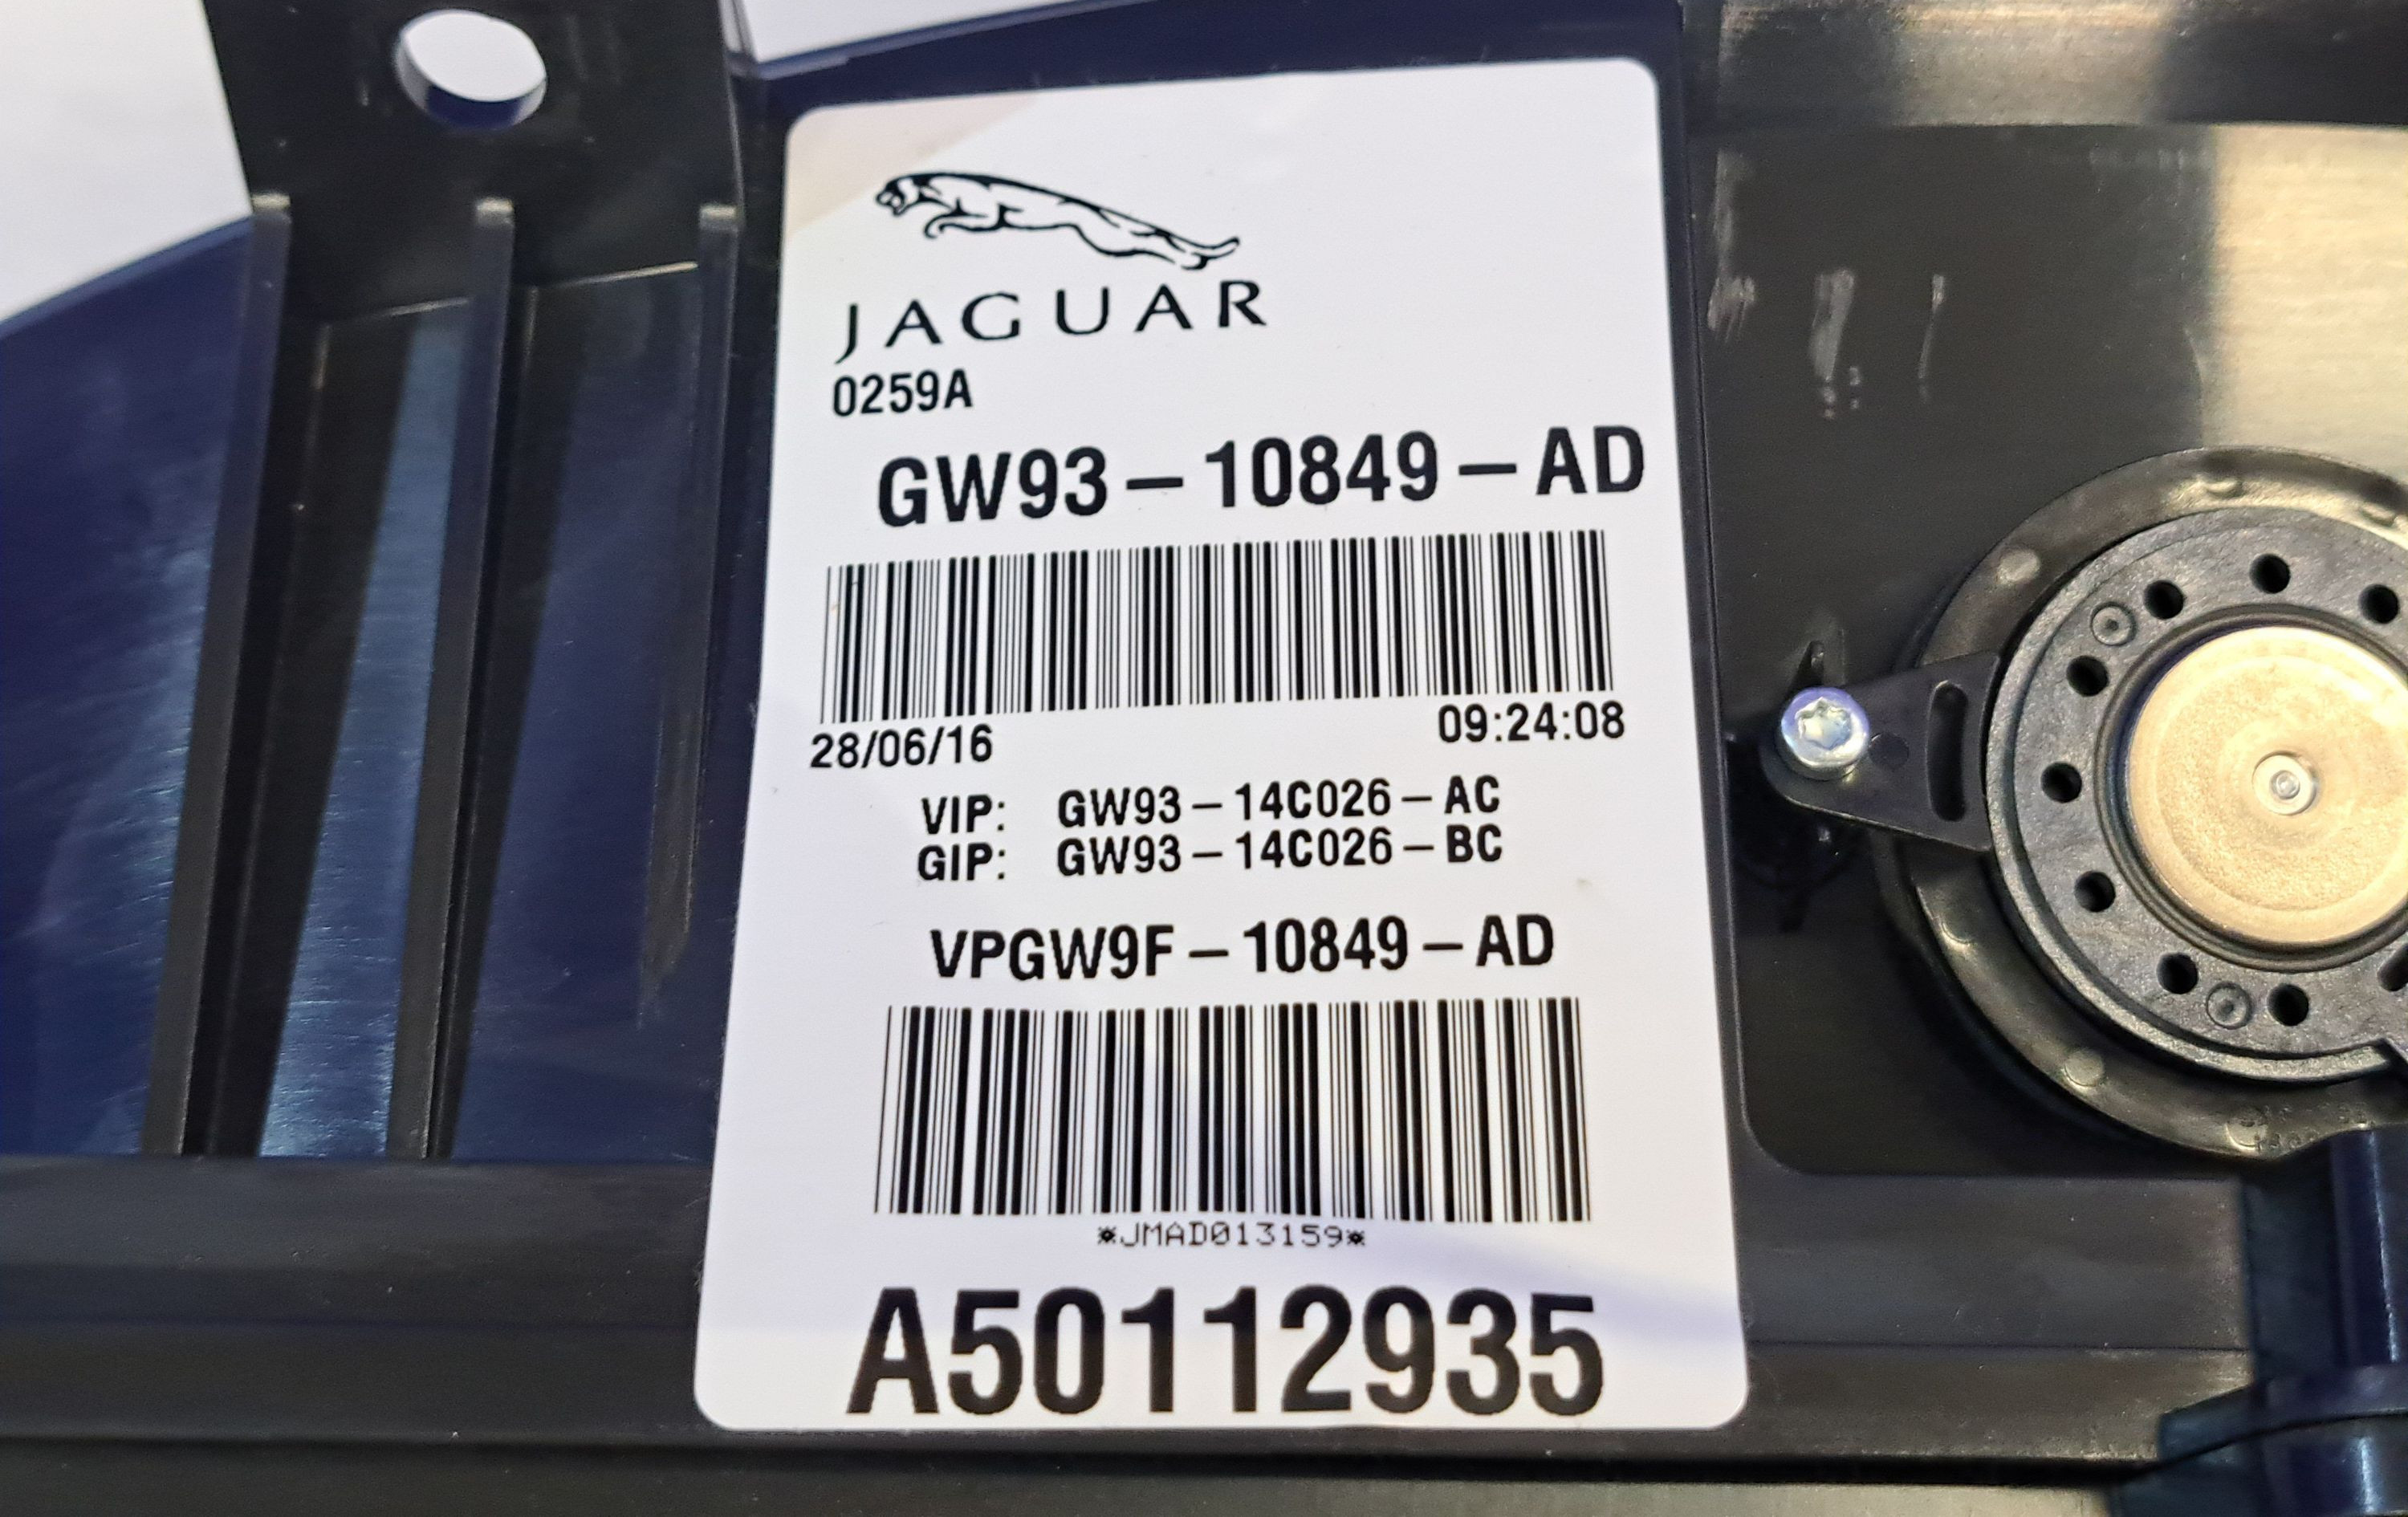 JAGUAR
0259A
GW93-10849-AD
28/06/16 09:24:08
VIP: GW93-14C026-AC
GIP: GW93-14C026-BC
VPGW9F-10849-AD
*JMAD013159*
A50112935